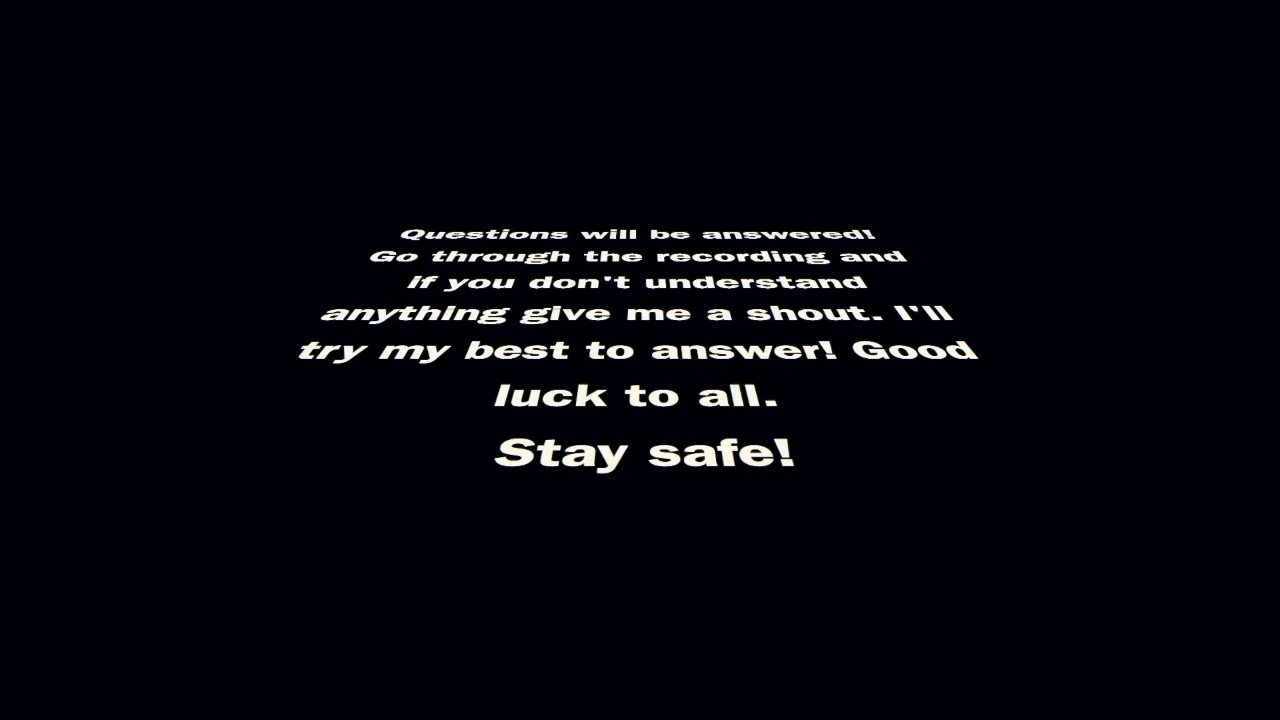 Questions will be answered!
Go through the recording and
if you don't understand
anything give me a shout. I'll
try my best to answer! Good
luck to all.
Stay safe!